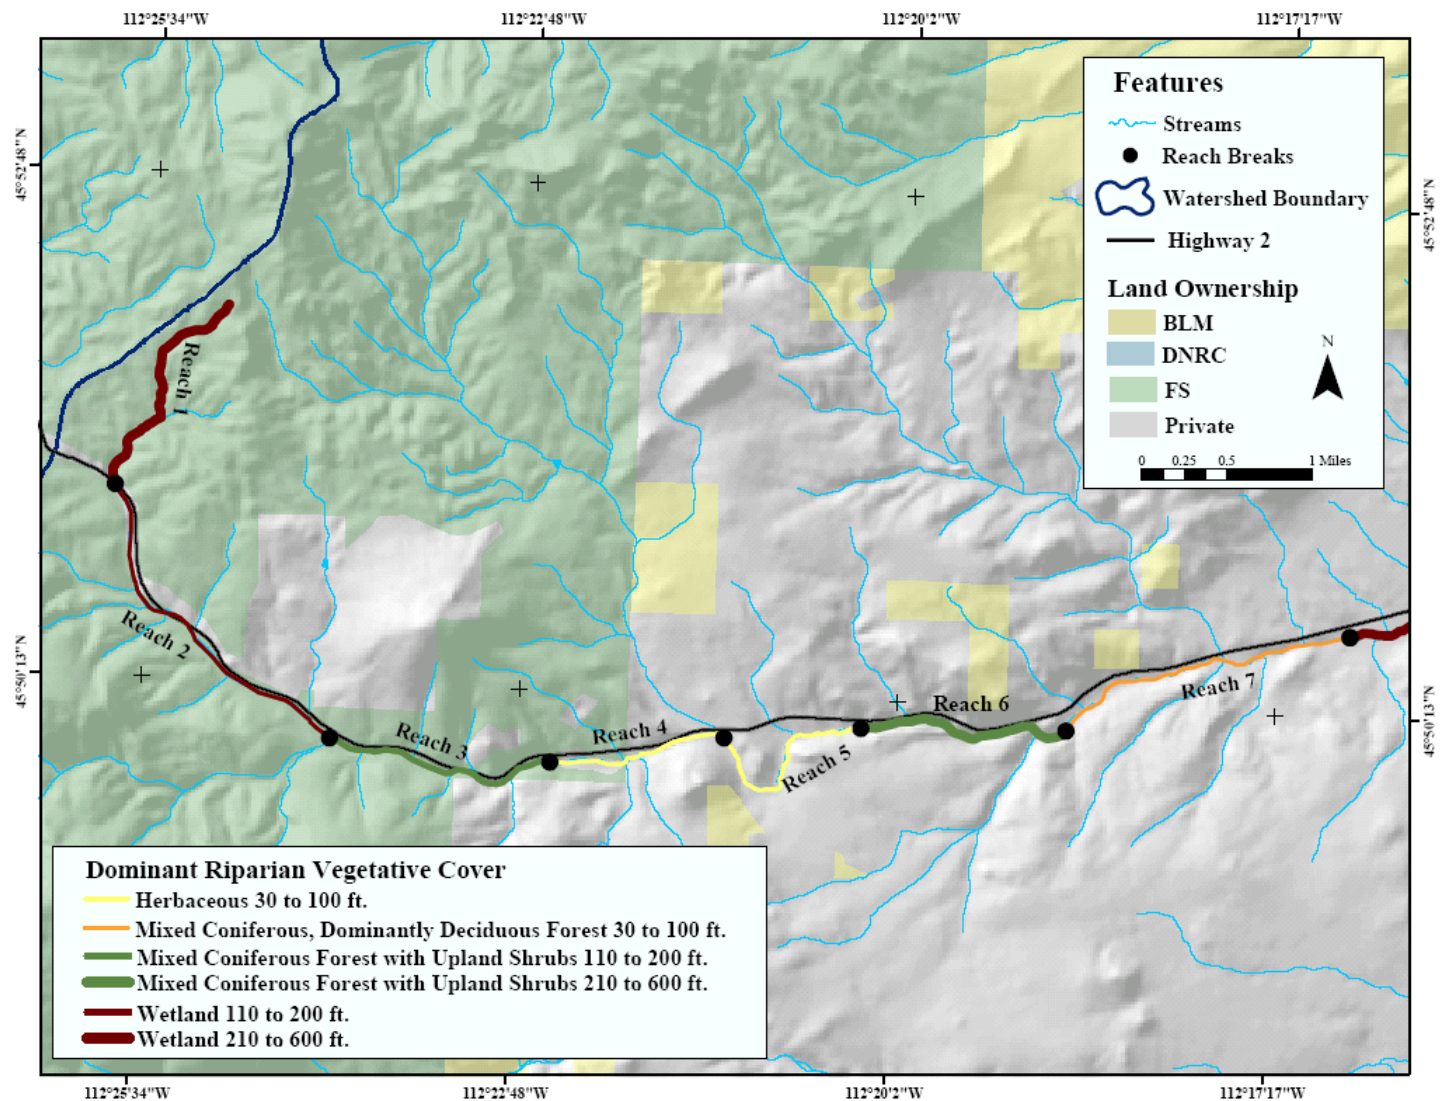 112°25'34"W 112°22'48"W 112°20'2"W 112°17'17"W
45°52'48"N
45°50'13"N
45°52'48"N
45°50'13"N
Features
Streams
Reach Breaks
Watershed Boundary
Highway 2
Land Ownership
BLM
DNRC
FS
Private
N
0 0.25 0.5 1 Miles
Reach 1
Reach 2
Reach 3
Reach 4
Reach 5
Reach 6
Reach 7
Dominant Riparian Vegetative Cover
Herbaceous 30 to 100 ft.
Mixed Coniferous, Dominantly Deciduous Forest 30 to 100 ft.
Mixed Coniferous Forest with Upland Shrubs 110 to 200 ft.
Mixed Coniferous Forest with Upland Shrubs 210 to 600 ft.
Wetland 110 to 200 ft.
Wetland 210 to 600 ft.
112°25'34"W 112°22'48"W 112°20'2"W 112°17'17"W